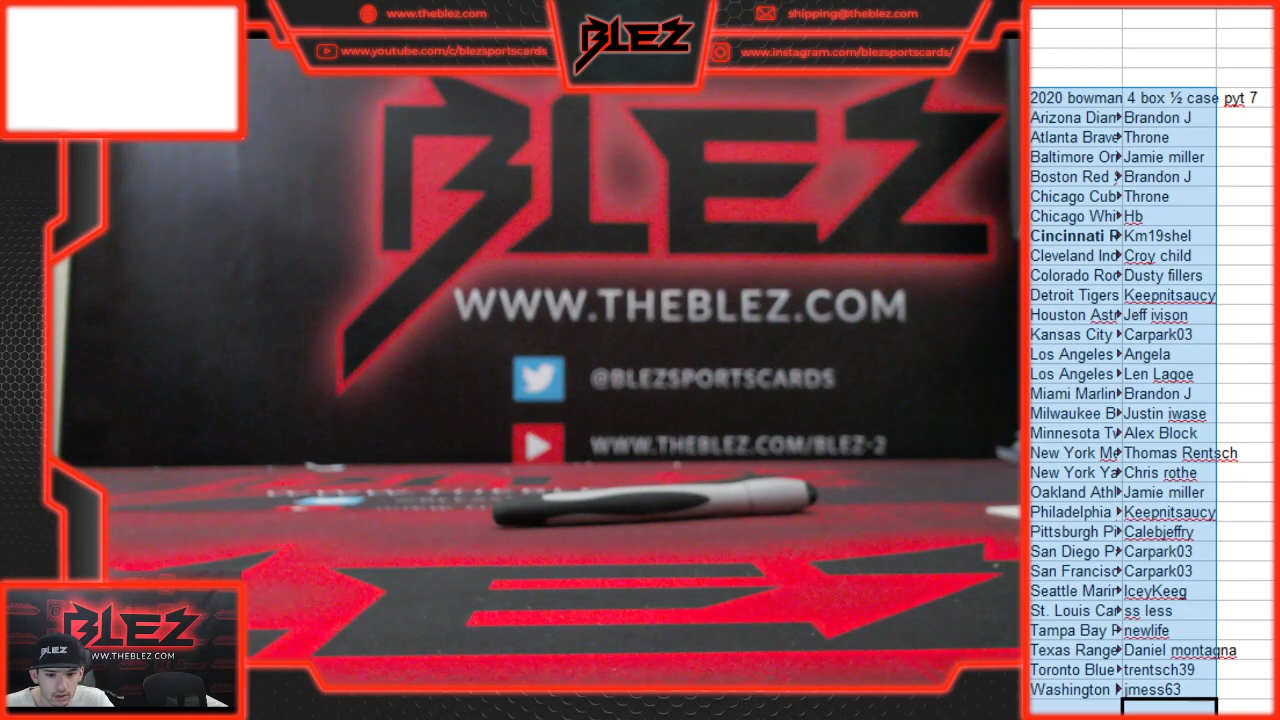 www.theblez.com
www.youtube.com/c/blezsportscards
BLEZ
shipping@theblez.com
www.instagram.com/blezsportscards/
BLEZ
WWW.THEBLEZ.COM
@BLEZSPORTSCARDS
WWW.THEBLEZ.COM/BLEZ-2
BLEZ
WW.THEBLEZ.COM
BLEZ
2020 bowman 4 box ½ case pyt 7
Arizona Diam Brandon J
Atlanta Brave Throne
Baltimore Or Jamie miller
Boston Red Brandon J
Chicago Cub Throne
Chicago Whi Hb
Cincinnati R Km19shel
Cleveland Ind Croy child
Colorado Roc Dusty fillers
Detroit Tigers Keepnitsaucy
Houston Astr Jeff ivison
Kansas City Carpark03
Los Angeles Angela
Los Angeles Len Lagoe
Miami Marlin Brandon J
Milwaukee B Justin iwase
Minnesota Tw Alex Block
New York Me Thomas Rentsch
New York Ya Chris rothe
Oakland Athl Jamie miller
Philadelphia Keepnitsaucy
Pittsburgh Pi Calebjeffry
San Diego P Carpark03
San Francisc Carpark03
Seattle Marin IceyKeeg
St. Louis Car ss less
Tampa Bay R newlife
Texas Range Daniel montagna
Toronto Blue trentsch39
Washington jmess63